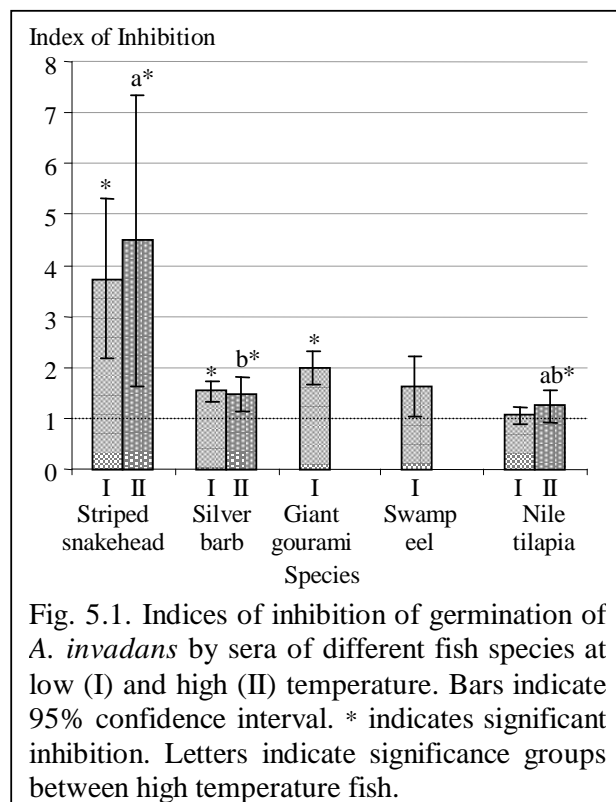 Index of Inhibition
8
7
6
5
4
3
2
1
0
*
a*
*
b*
*
ab*
I II I II I I I II
Striped Silver Giant Swamp Nile
snakehead barb gourami eel tilapia
Species
Fig. 5.1. Indices of inhibition of germination of
A. invadans by sera of different fish species at
low (I) and high (II) temperature. Bars indicate
95% confidence interval. * indicates significant
inhibition. Letters indicate significance groups
between high temperature fish.